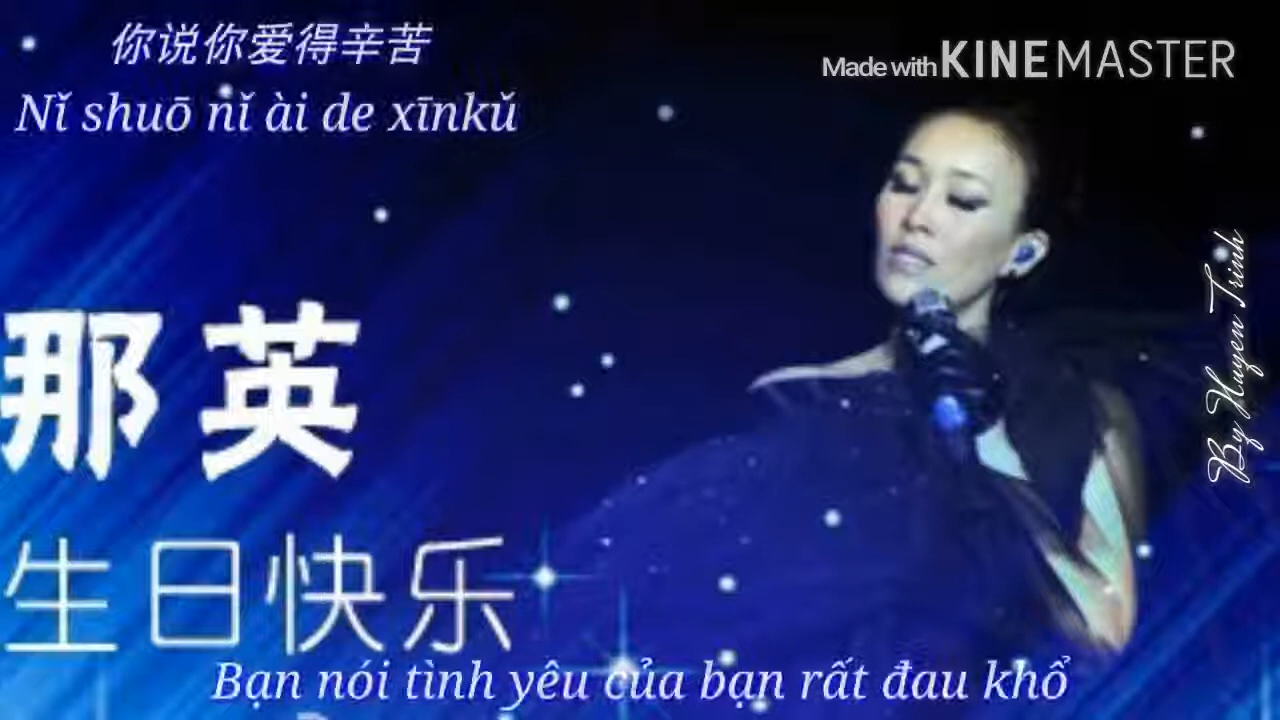 你说你爱得辛苦
Made with KINEMASTER
Nǐ shuō nǐ ài de xīnkǔ
By Huyen Trinh
那英
生日快乐
Bạn nói tình yêu của bạn rất đau khổ